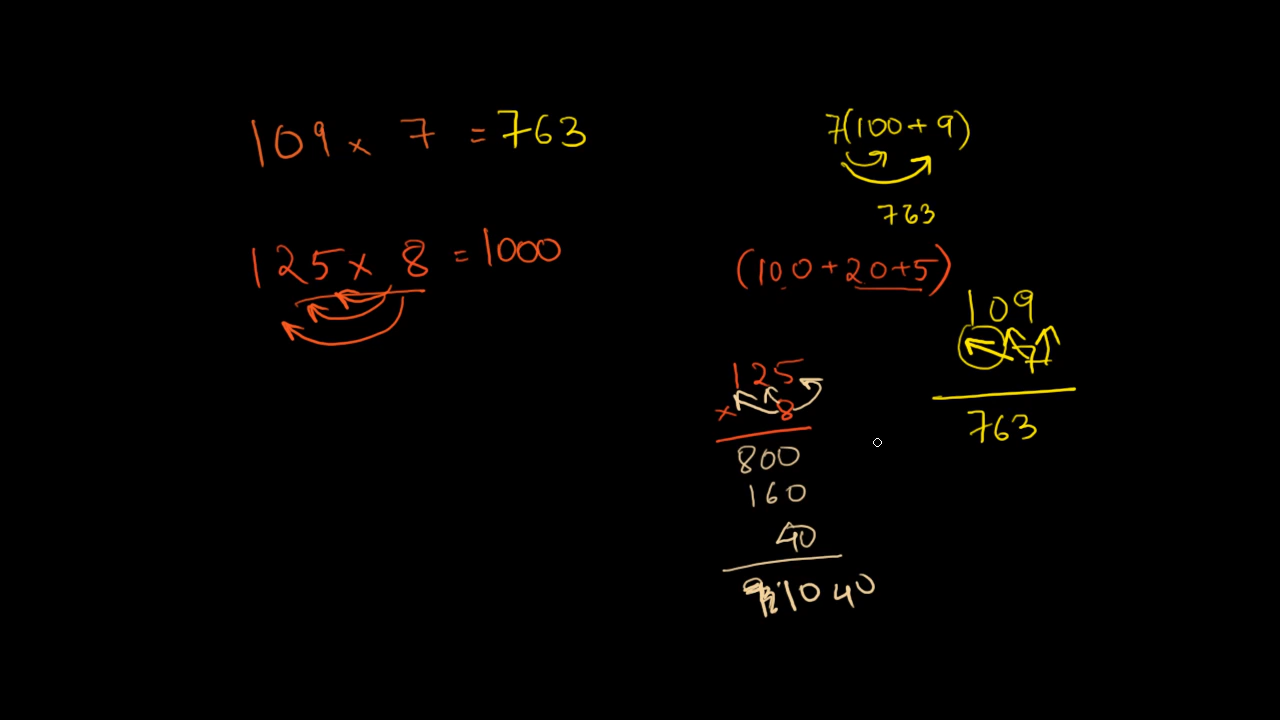 109 × 7 = 763
7(100 + 9)
763
125 × 8 = 1000
(100 + 20 + 5)
109
7
763
125
× 8
800
160
40
1040